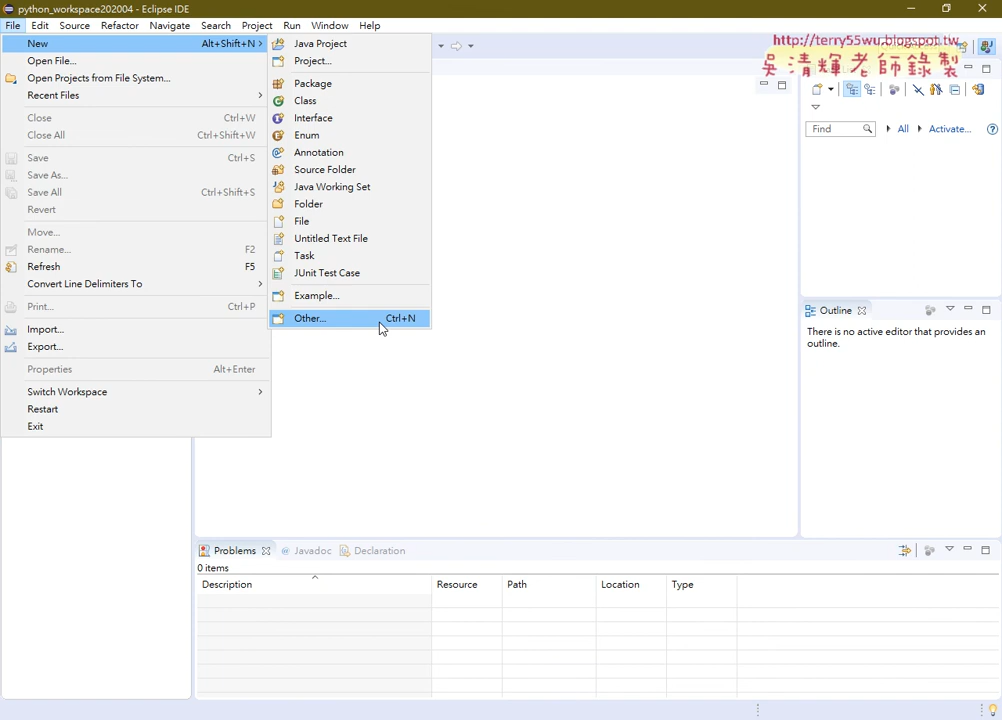 python_workspace202004 - Eclipse IDE
File Edit Source Refactor Navigate Search Project Run Window Help
http://terry55wu.blogspot.tw
吳清輝老師錄製
New Alt+Shift+N
Open File...
Open Projects from File System...
Recent Files
Close Ctrl+W
Close All Ctrl+Shift+W
Save Ctrl+S
Save As...
Save All Ctrl+Shift+S
Revert
Move...
Rename... F2
Refresh F5
Convert Line Delimiters To
Print... Ctrl+P
Import...
Export...
Properties Alt+Enter
Switch Workspace
Restart
Exit
Java Project
Project...
Package
Class
Interface
Enum
Annotation
Source Folder
Java Working Set
Folder
File
Untitled Text File
Task
JUnit Test Case
Example...
Other... Ctrl+N
Find All Activate...
Outline
There is no active editor that provides an
outline.
Problems Javadoc Declaration
0 items
Description Resource Path Location Type